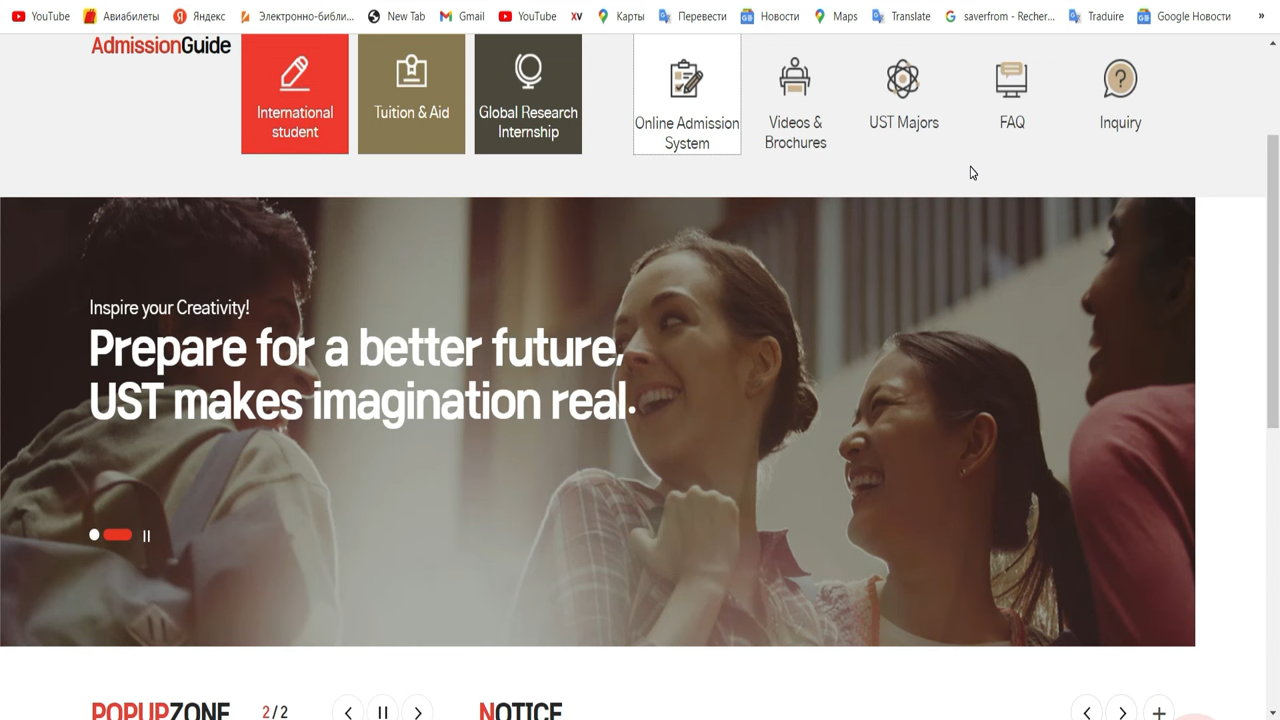 YouTube Авиабилеты Яндекс Электронно-библи... New Tab Gmail YouTube XV Карты Перевести Новости Maps Translate saverfrom - Recher... Traduire Google Новости »
AdmissionGuide
International
student
Tuition & Aid
Global Research
Internship
Online Admission
System
Videos &
Brochures
UST Majors
FAQ
Inquiry
Inspire your Creativity!
Prepare for a better future,
UST makes imagination real.
POPUPZONE 2/2
NOTICE